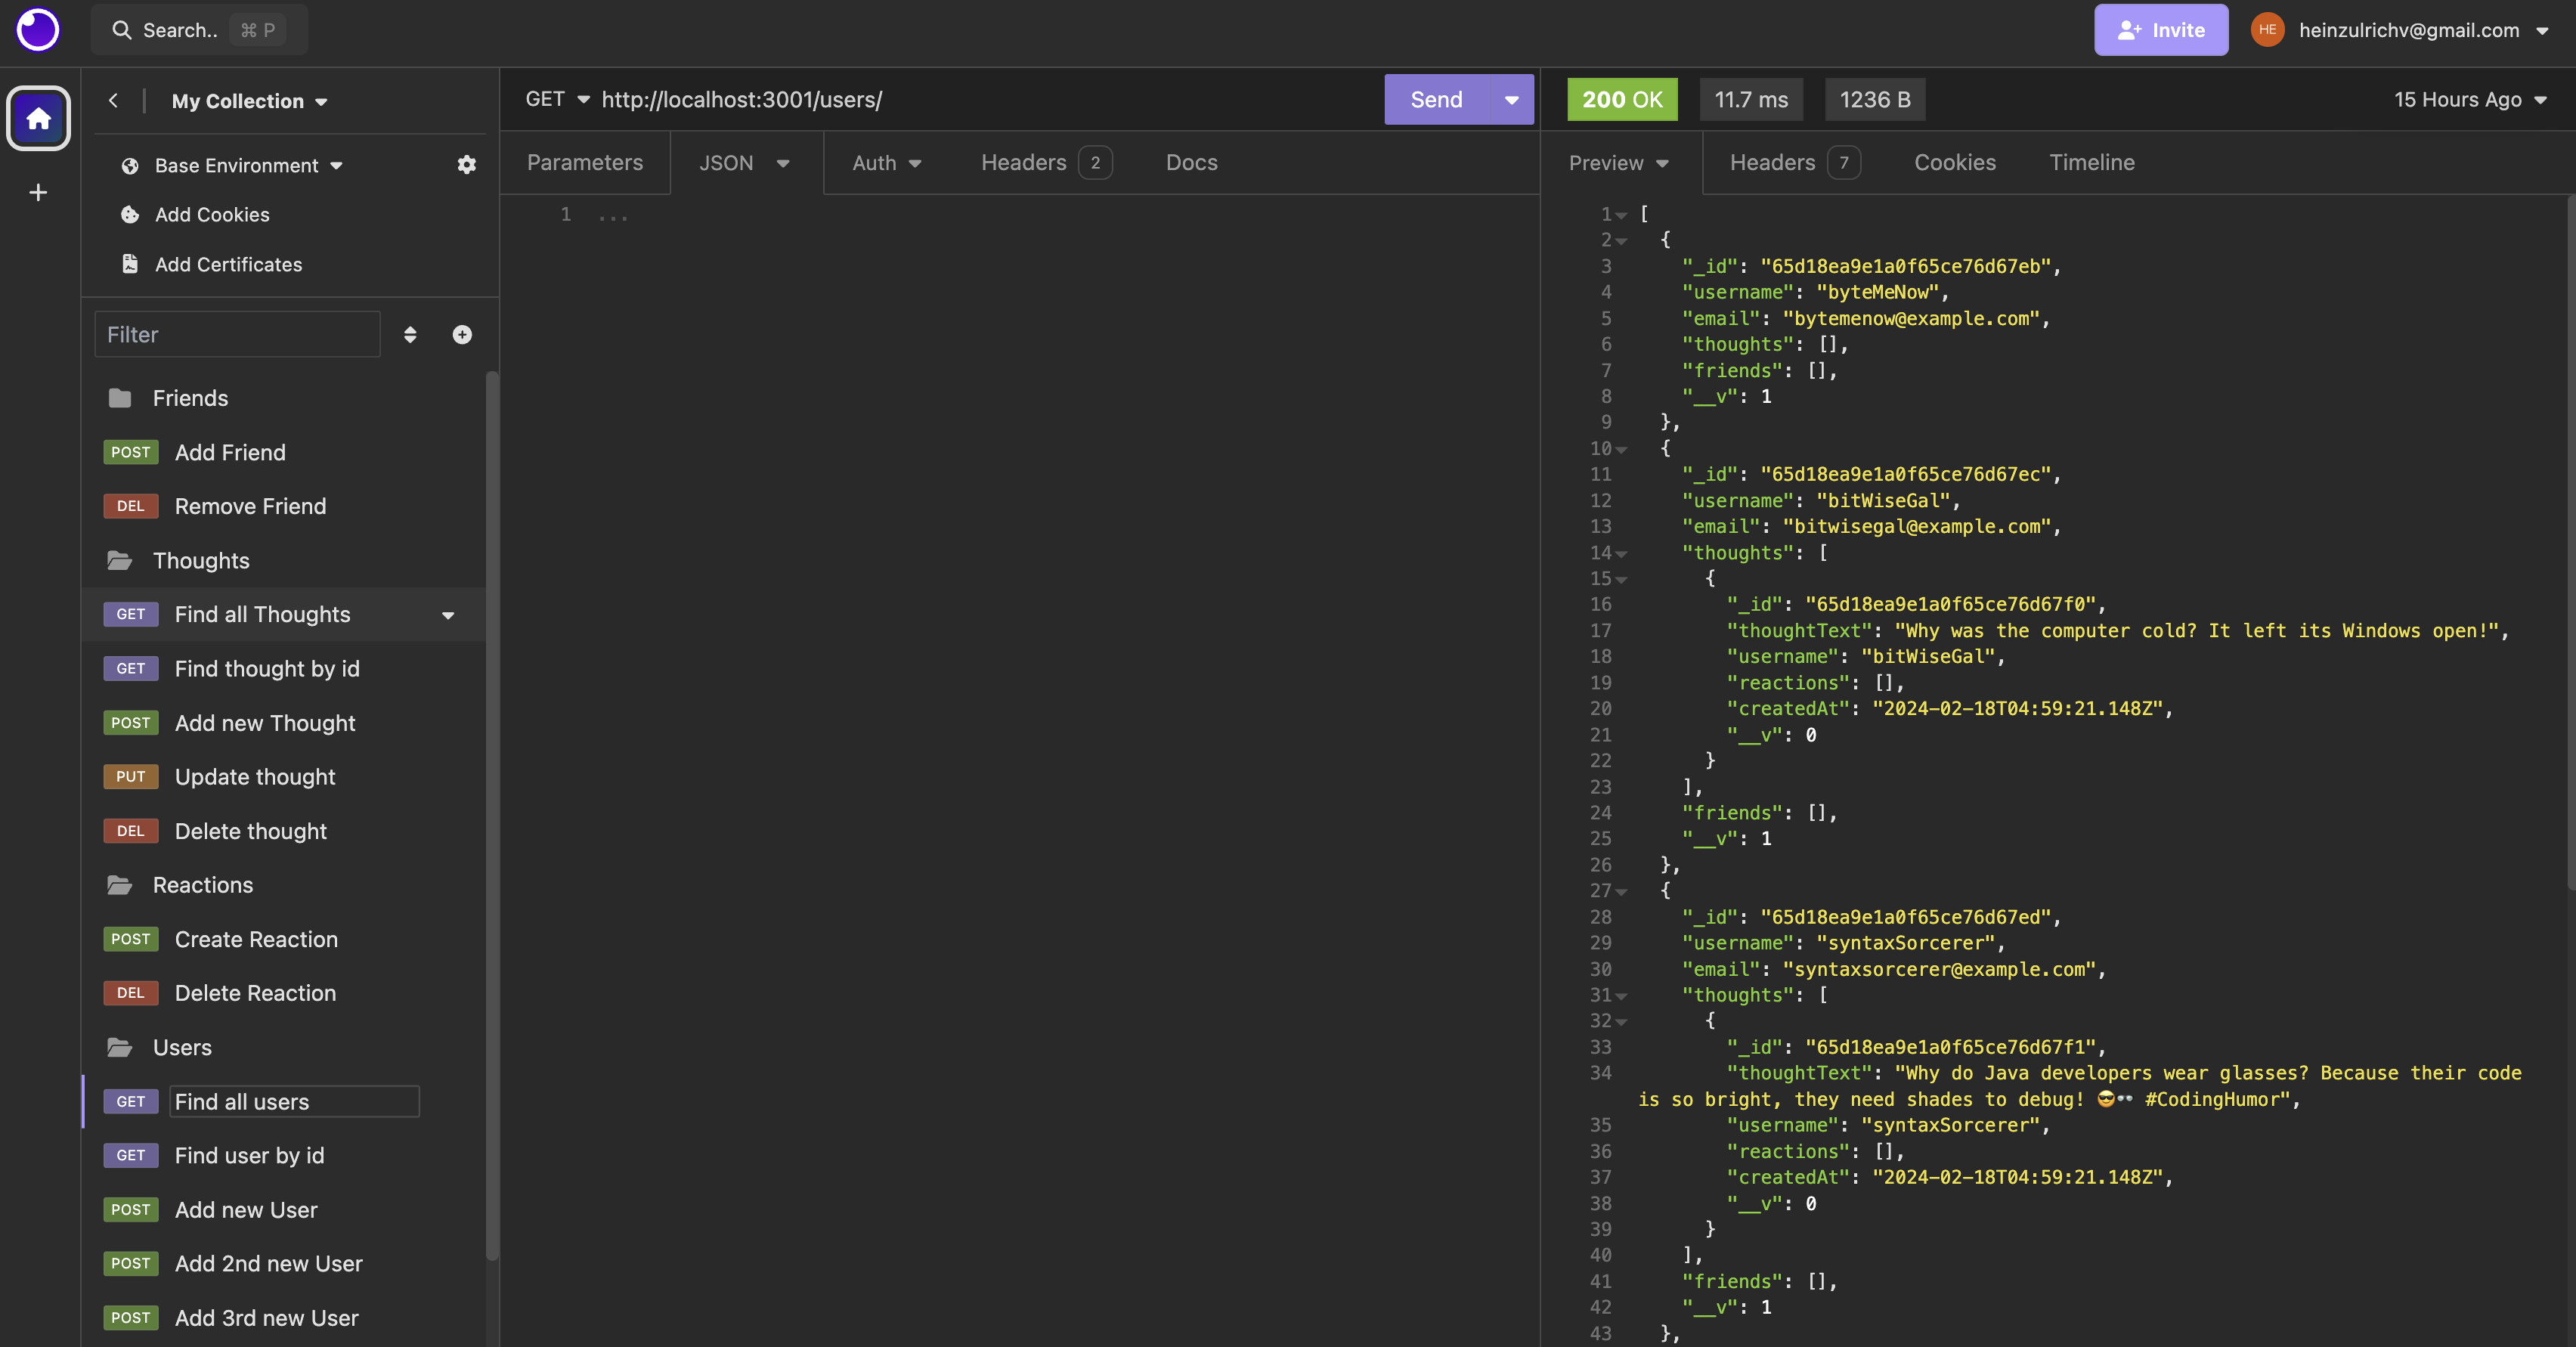 Search.. ⌘ P
Invite
HE heinzulrichv@gmail.com
My Collection
Base Environment
Add Cookies
Add Certificates
Filter
Friends
POST Add Friend
DEL Remove Friend
Thoughts
GET Find all Thoughts
GET Find thought by id
POST Add new Thought
PUT Update thought
DEL Delete thought
Reactions
POST Create Reaction
DEL Delete Reaction
Users
GET Find all users
GET Find user by id
POST Add new User
POST Add 2nd new User
POST Add 3rd new User
GET http://localhost:3001/users/
Send
Parameters JSON Auth Headers 2 Docs
1 ...
200 OK 11.7 ms 1236 B 15 Hours Ago
Preview Headers 7 Cookies Timeline
1 [
2 {
3 "_id": "65d18ea9e1a0f65ce76d67eb",
4 "username": "byteMeNow",
5 "email": "bytemenow@example.com",
6 "thoughts": [],
7 "friends": [],
8 "__v": 1
9 },
10 {
11 "_id": "65d18ea9e1a0f65ce76d67ec",
12 "username": "bitWiseGal",
13 "email": "bitwisegal@example.com",
14 "thoughts": [
15 {
16 "_id": "65d18ea9e1a0f65ce76d67f0",
17 "thoughtText": "Why was the computer cold? It left its Windows open!",
18 "username": "bitWiseGal",
19 "reactions": [],
20 "createdAt": "2024-02-18T04:59:21.148Z",
21 "__v": 0
22 }
23 ],
24 "friends": [],
25 "__v": 1
26 },
27 {
28 "_id": "65d18ea9e1a0f65ce76d67ed",
29 "username": "syntaxSorcerer",
30 "email": "syntaxsorcerer@example.com",
31 "thoughts": [
32 {
33 "_id": "65d18ea9e1a0f65ce76d67f1",
34 "thoughtText": "Why do Java developers wear glasses? Because their code
is so bright, they need shades to debug! 😎👓 #CodingHumor",
35 "username": "syntaxSorcerer",
36 "reactions": [],
37 "createdAt": "2024-02-18T04:59:21.148Z",
38 "__v": 0
39 }
40 ],
41 "friends": [],
42 "__v": 1
43 },